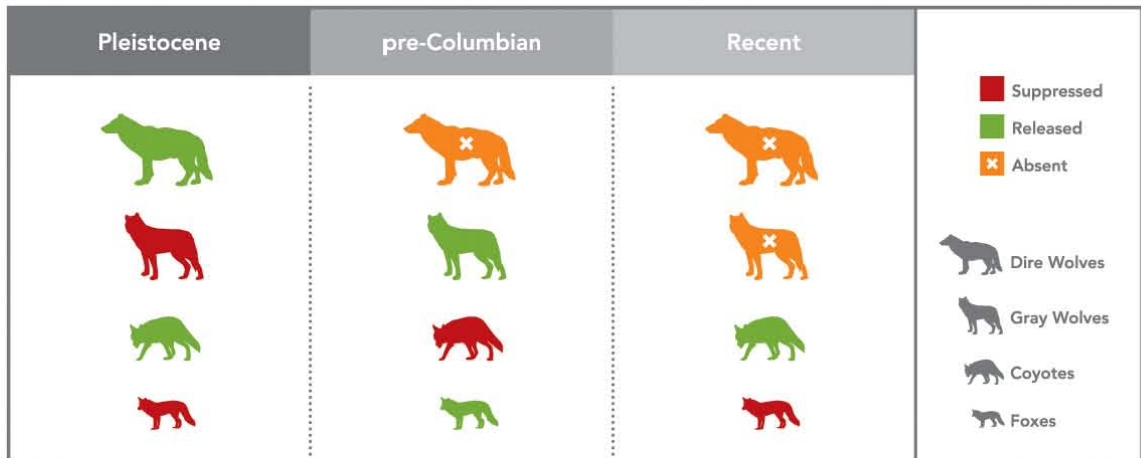 Pleistocene
pre-Columbian
Recent
Suppressed
Released
Absent
Dire Wolves
Gray Wolves
Coyotes
Foxes